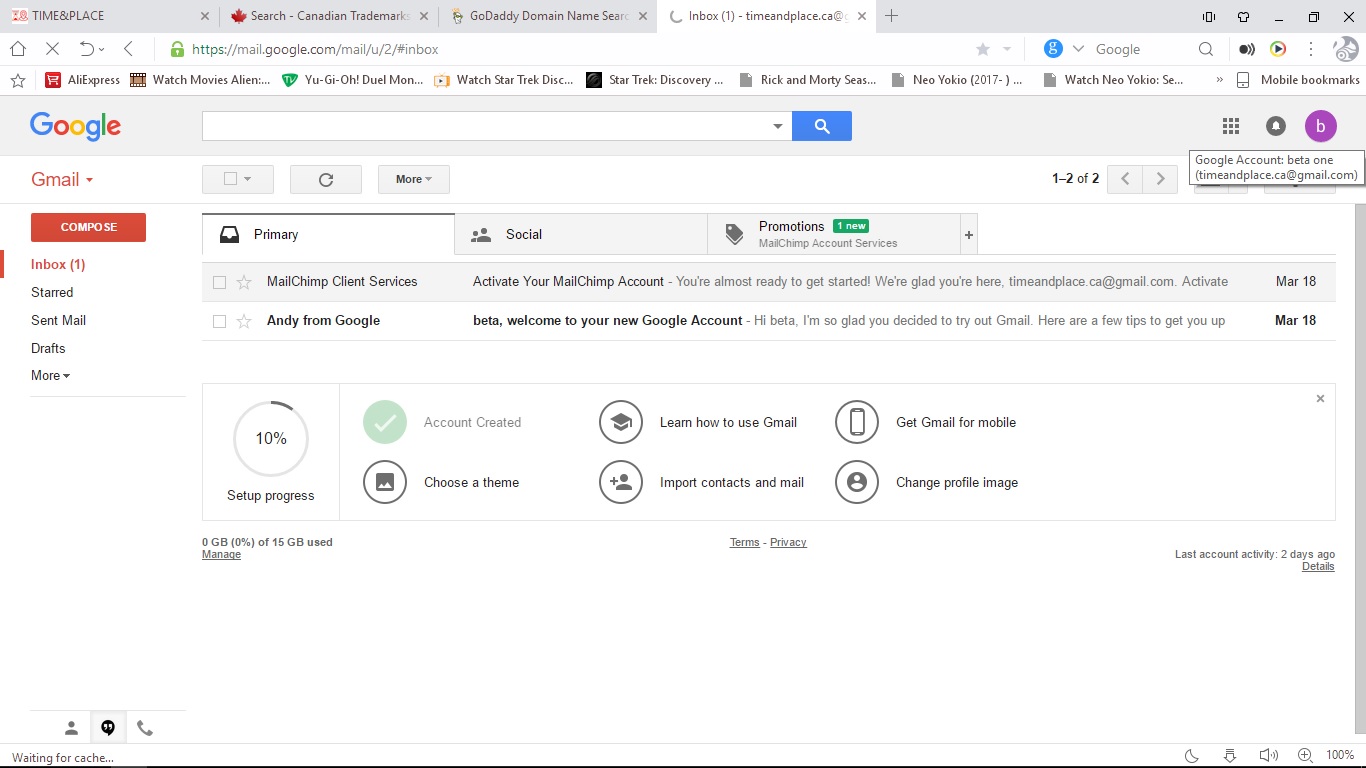 TIME&PLACE
Search - Canadian Trademarks
GoDaddy Domain Name Searc
Inbox (1) - timeandplace.ca@g
https://mail.google.com/mail/u/2/#inbox
Google
AliExpress
Watch Movies Alien:...
Yu-Gi-Oh! Duel Mon...
Watch Star Trek Disc...
Star Trek: Discovery ...
Rick and Morty Seas...
Neo Yokio (2017- ) ...
Watch Neo Yokio: Se...
»
Mobile bookmarks
Google
b
Google Account: beta one
(timeandplace.ca@gmail.com)
Gmail
More
1–2 of 2
COMPOSE
Inbox (1)
Starred
Sent Mail
Drafts
More
Primary
Social
Promotions 1 new
MailChimp Account Services
MailChimp Client Services Activate Your MailChimp Account - You're almost ready to get started! We're glad you're here, timeandplace.ca@gmail.com. Activate Mar 18
Andy from Google beta, welcome to your new Google Account - Hi beta, I'm so glad you decided to try out Gmail. Here are a few tips to get you up Mar 18
10%
Setup progress
Account Created
Learn how to use Gmail
Get Gmail for mobile
Choose a theme
Import contacts and mail
Change profile image
0 GB (0%) of 15 GB used
Manage
Terms - Privacy
Last account activity: 2 days ago
Details
Waiting for cache...
100%